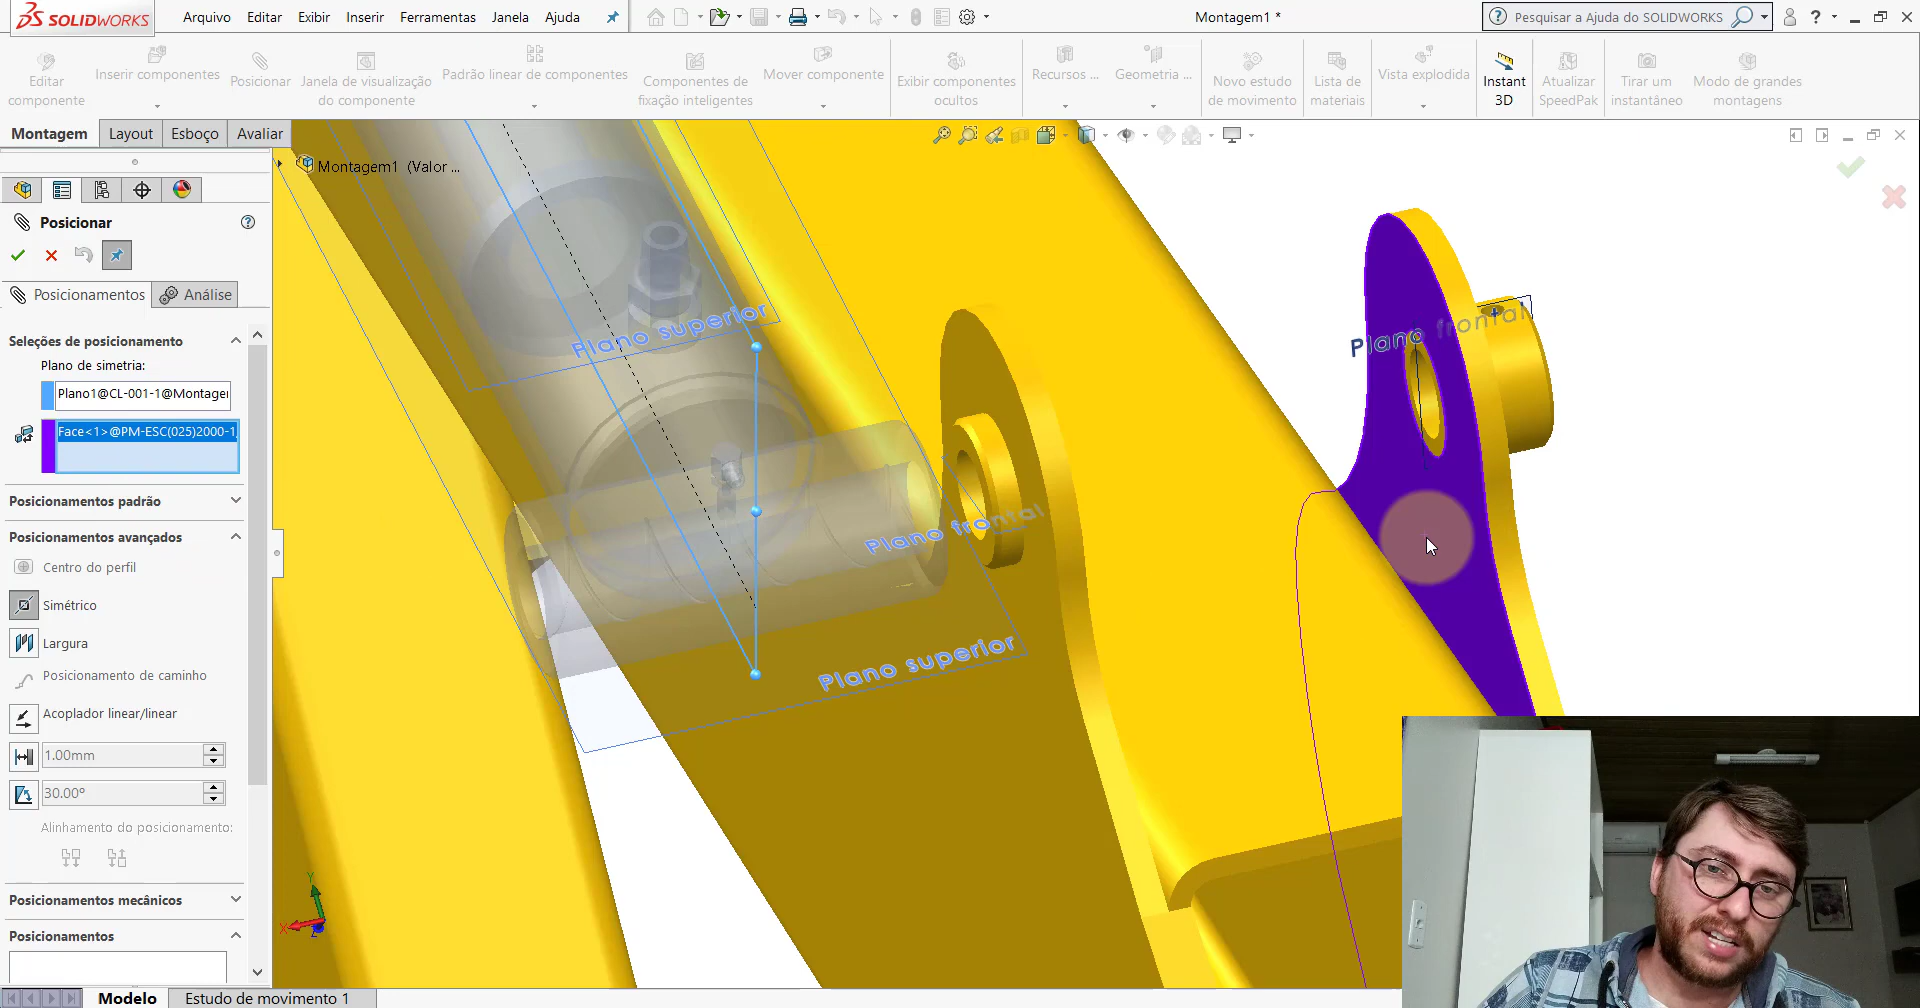 SOLIDWORKS
Arquivo Editar Exibir Inserir Ferramentas Janela Ajuda
Montagem1 *
Pesquisar a Ajuda do SOLIDWORKS
Editar componente
Inserir componentes
Posicionar
Janela de visualização do componente
Padrão linear de componentes
Componentes de fixação inteligentes
Mover componente
Exibir componentes ocultos
Recursos ...
Geometria ...
Novo estudo de movimento
Lista de materiais
Vista explodida
Instant 3D
Atualizar SpeedPak
Tirar um instantâneo
Modo de grandes montagens
Montagem Layout Esboço Avaliar
Montagem1 (Valor ...
Posicionar
Posicionamentos Análise
Seleções de posicionamento
Plano de simetria:
Plano1@CL-001-1@Montage
Face<1>@PM-ESC(025)2000-1
Posicionamentos padrão
Posicionamentos avançados
Centro do perfil
Simétrico
Largura
Posicionamento de caminho
Acoplador linear/linear
1.00mm
30.00°
Alinhamento do posicionamento:
Posicionamentos mecânicos
Posicionamentos
Plano superior
Plano frontal
Plano frontal
Plano superior
Y
X
Z
Modelo Estudo de movimento 1